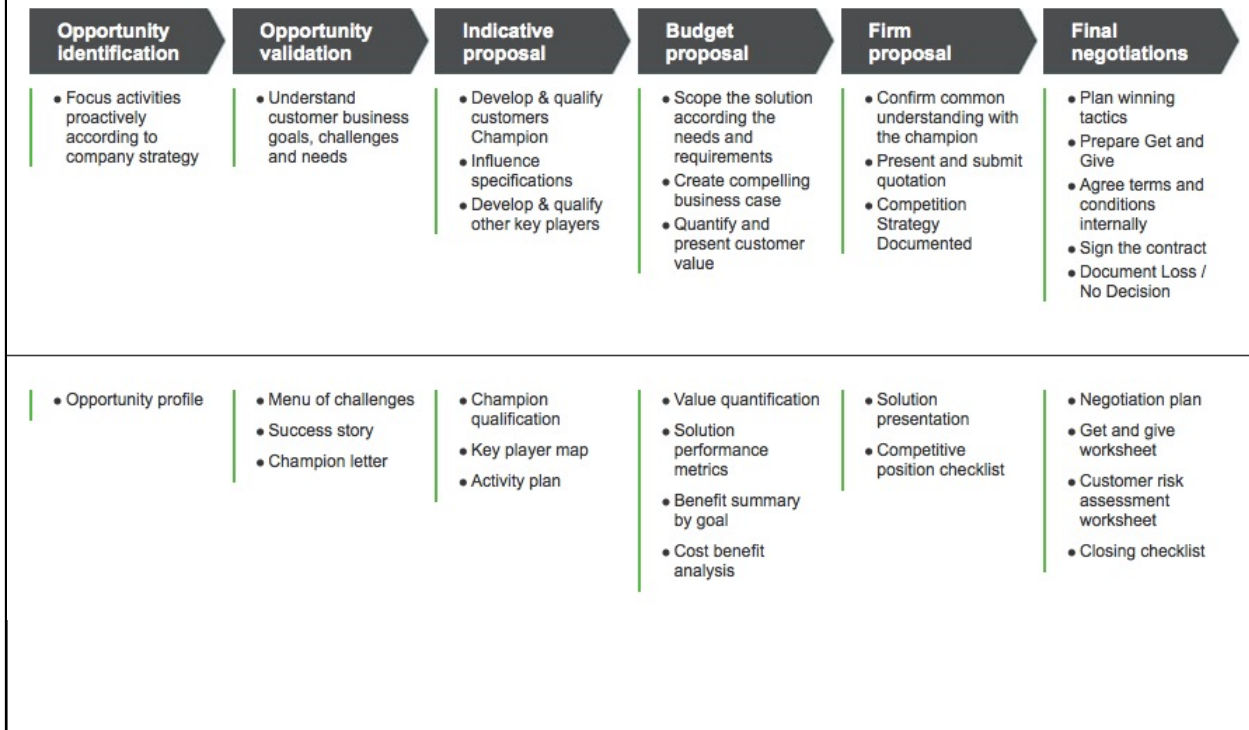 Opportunity
identification
Opportunity
validation
Indicative
proposal
Budget
proposal
Firm
proposal
Final
negotiations
• Focus activities
proactively
according to
company strategy
• Understand
customer business
goals, challenges
and needs
• Develop & qualify
customers
Champion
• Influence
specifications
• Develop & qualify
other key players
• Scope the solution
according the
needs and
requirements
• Create compelling
business case
• Quantify and
present customer
value
• Confirm common
understanding with
the champion
• Present and submit
quotation
• Competition
Strategy
Documented
• Plan winning
tactics
• Prepare Get and
Give
• Agree terms and
conditions
internally
• Sign the contract
• Document Loss /
No Decision
• Opportunity profile
• Menu of challenges
• Success story
• Champion letter
• Champion
qualification
• Key player map
• Activity plan
• Value quantification
• Solution
performance
metrics
• Benefit summary
by goal
• Cost benefit
analysis
• Solution
presentation
• Competitive
position checklist
• Negotiation plan
• Get and give
worksheet
• Customer risk
assessment
worksheet
• Closing checklist